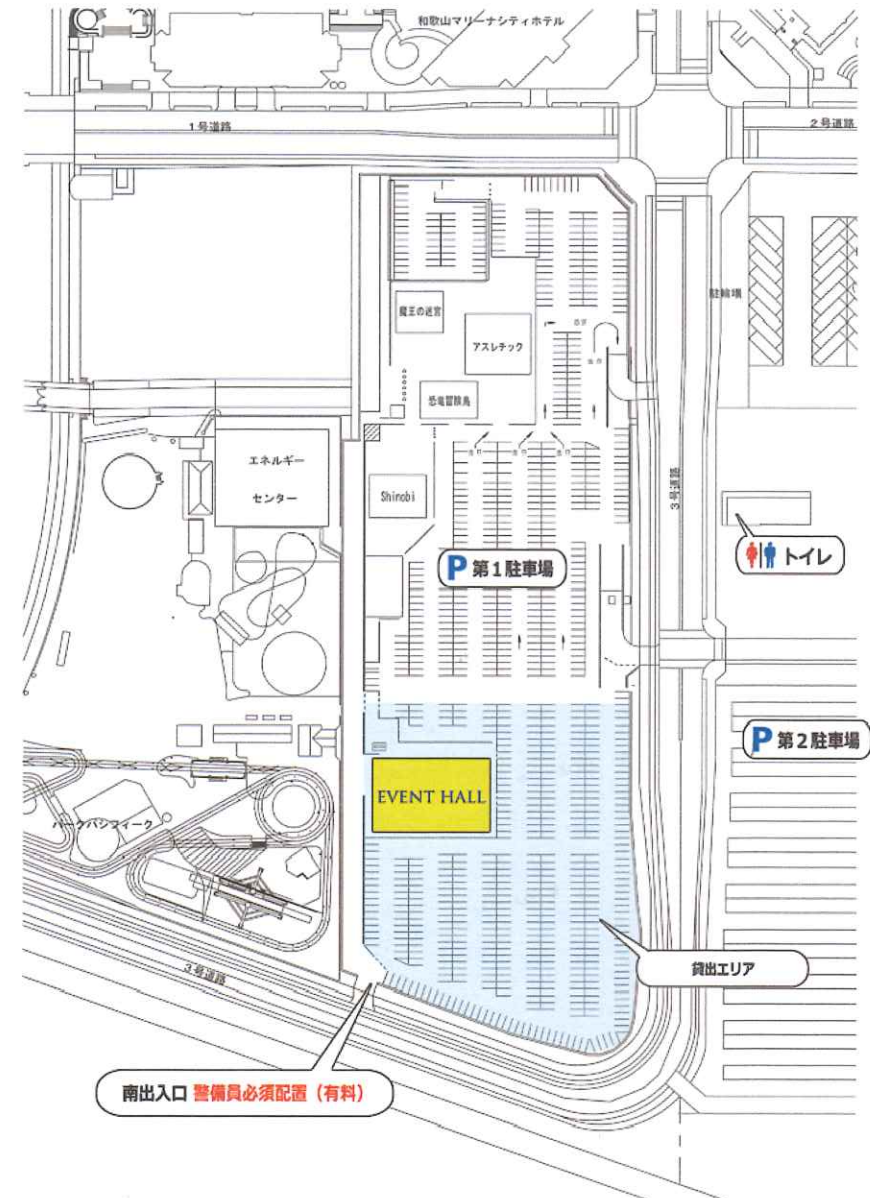 和歌山マリーナシティホテル
1号道路
2号道路
駐輪場
魔王の迷宮
アスレチック
恐竜冒険島
エネルギー
センター
Shinobi
3号道路
トイレ
P 第1駐車場
P 第2駐車場
EVENT HALL
パークパシフィーク
貸出エリア
3号道路
南出入口 警備員必須配置（有料）